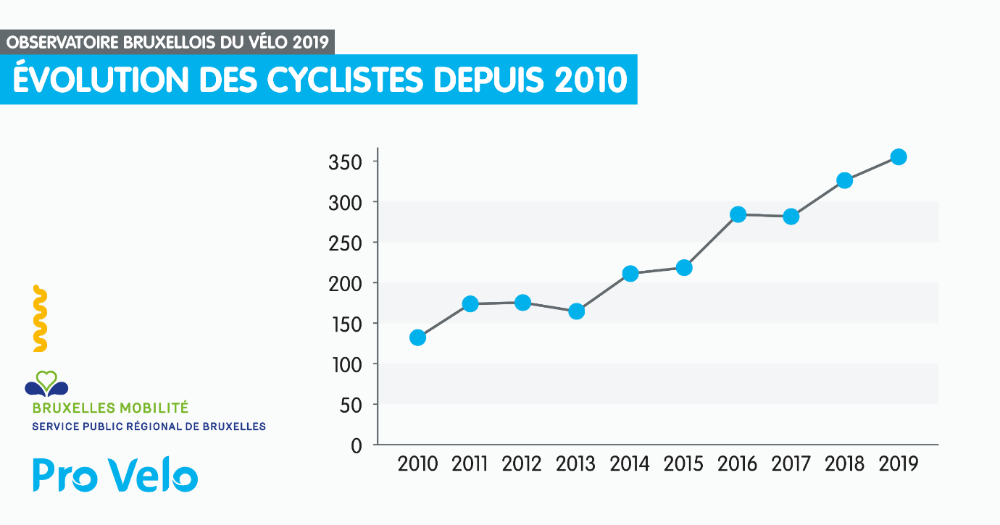 OBSERVATOIRE BRUXELLOIS DU VÉLO 2019
ÉVOLUTION DES CYCLISTES DEPUIS 2010
350
300
250
200
150
100
50
0
2010 2011 2012 2013 2014 2015 2016 2017 2018 2019
BRUXELLES MOBILITÉ
SERVICE PUBLIC RÉGIONAL DE BRUXELLES
Pro Velo